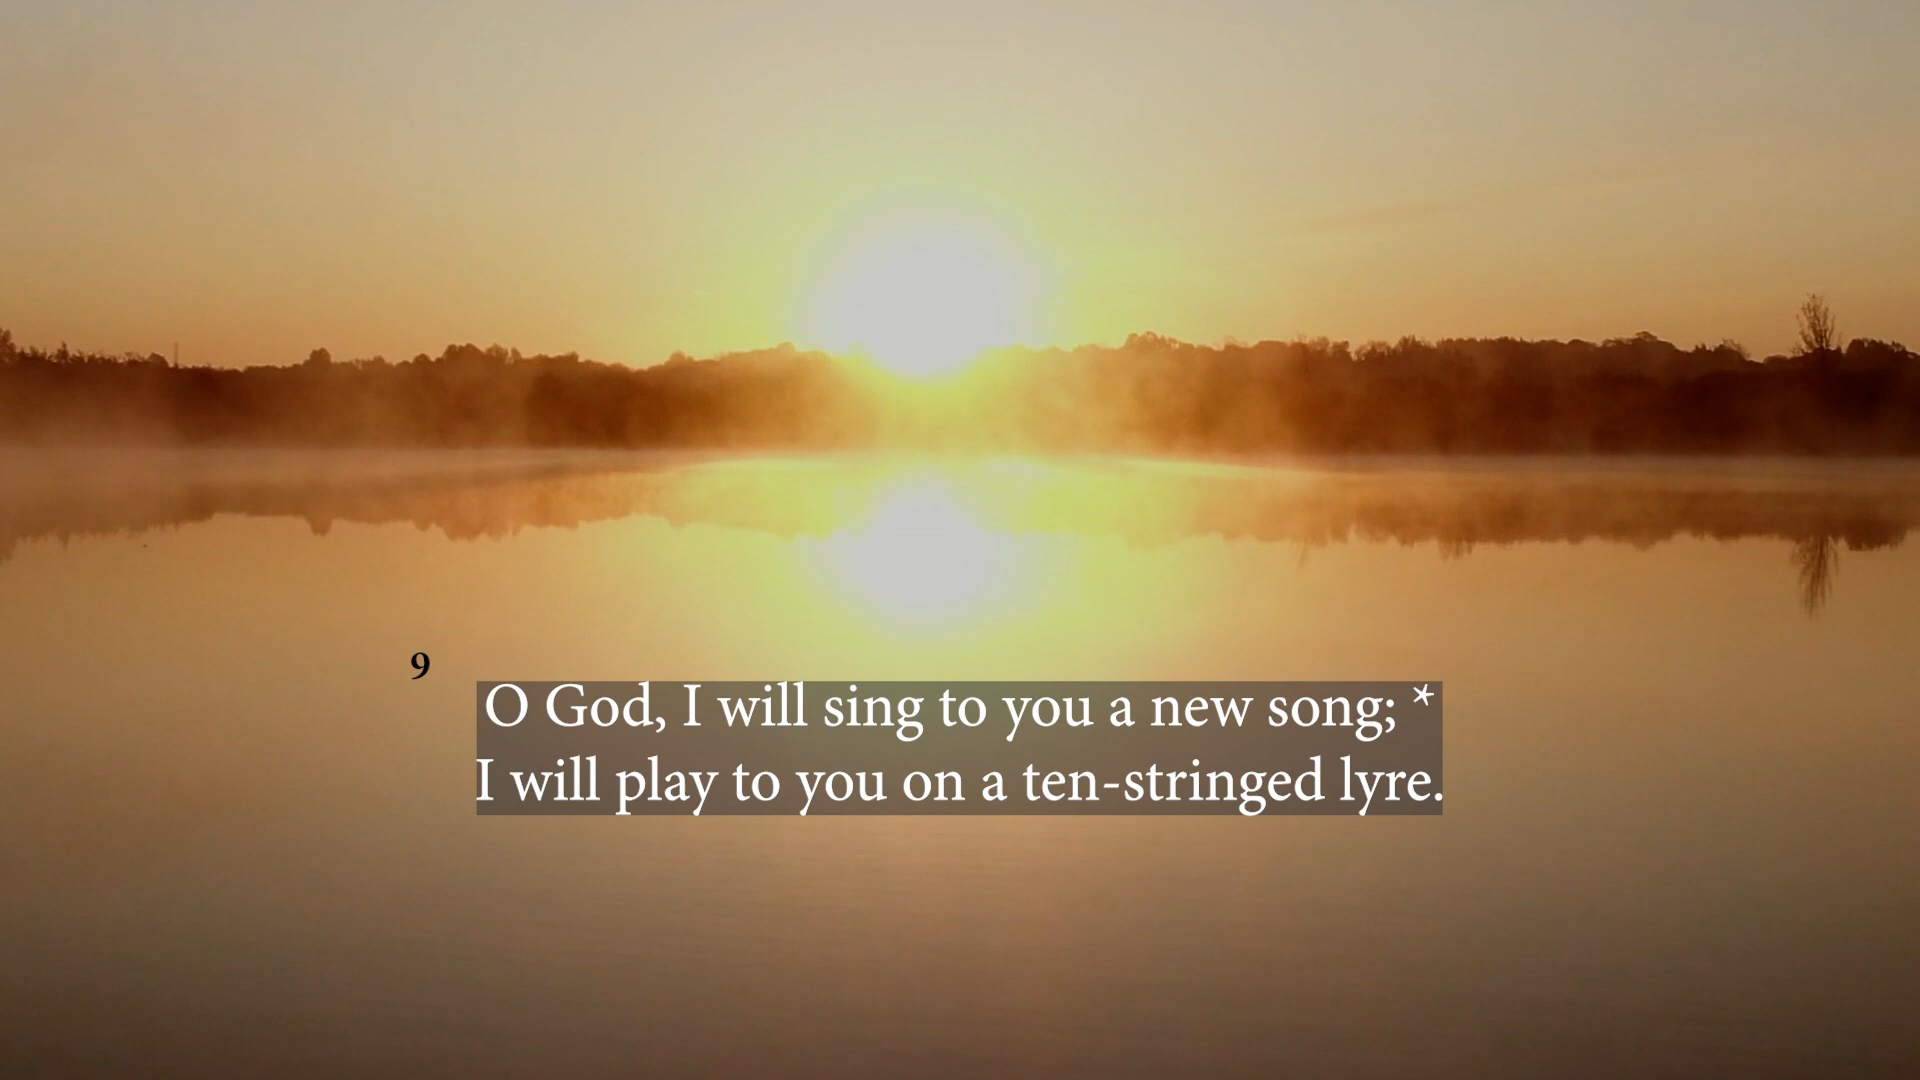 9
O God, I will sing to you a new song; *
I will play to you on a ten-stringed lyre.